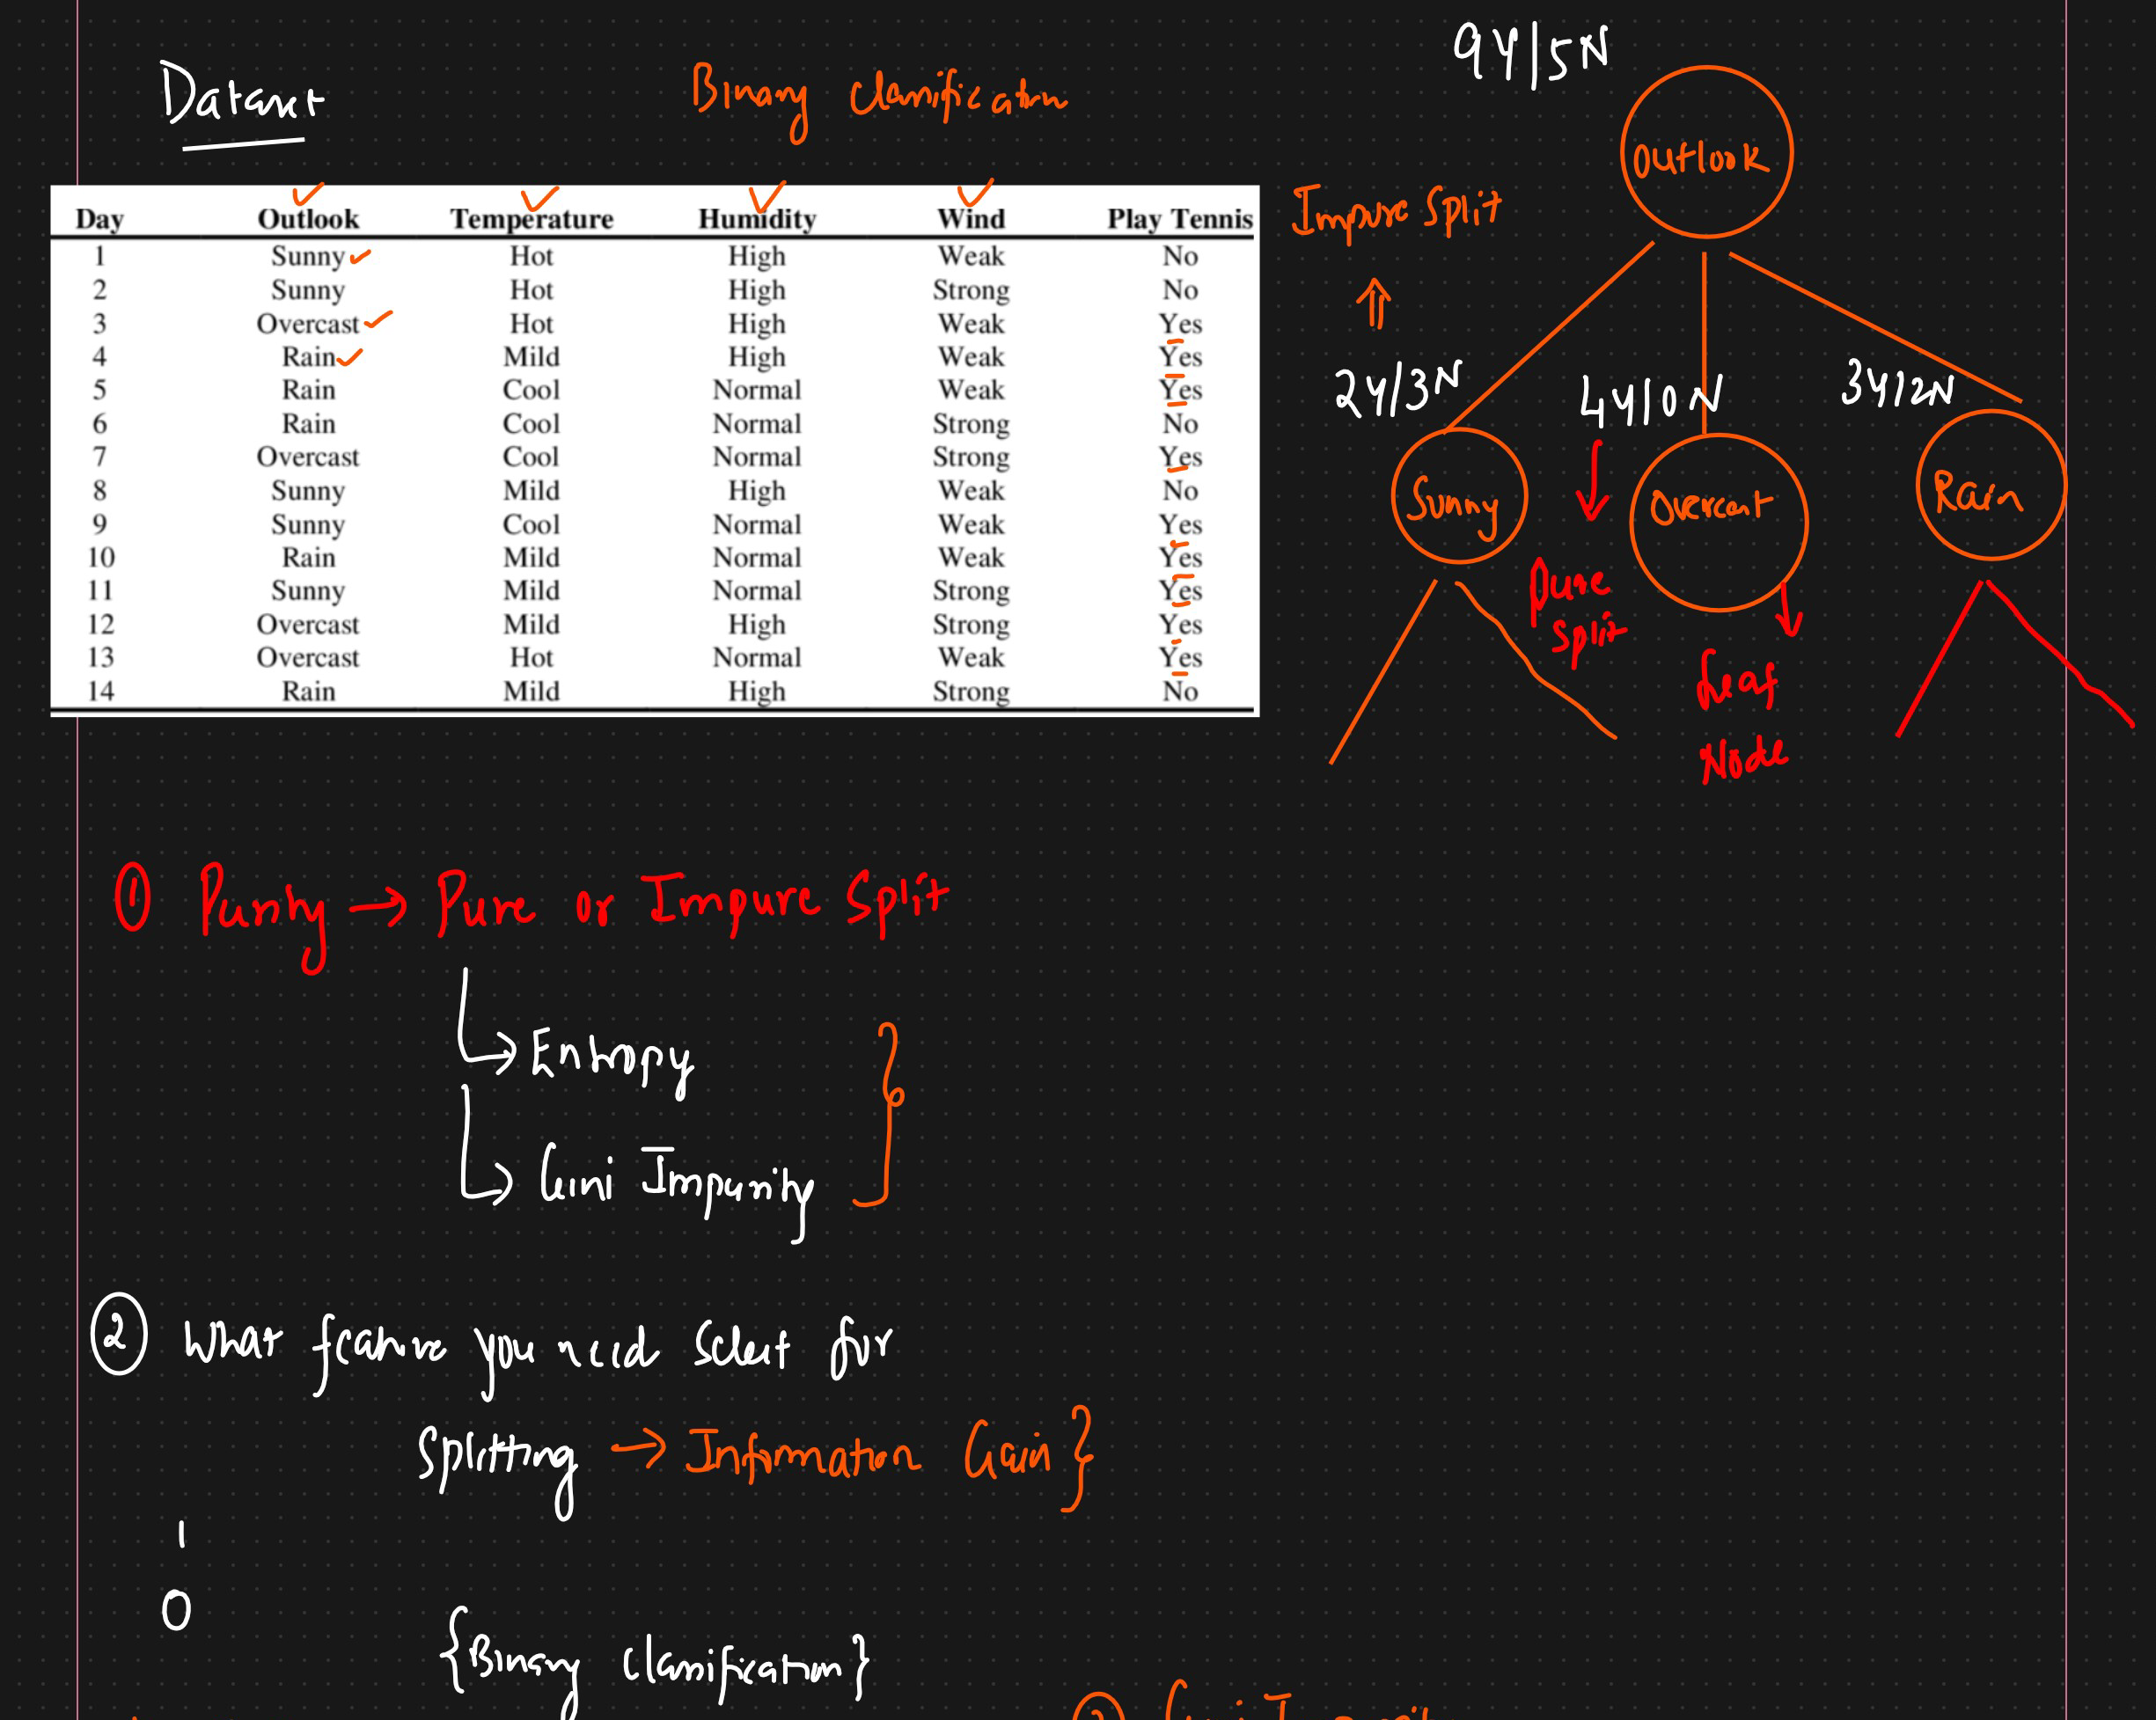 Dataset
Binary Classification
Day Outlook Temperature Humidity Wind Play Tennis
1 Sunny Hot High Weak No
2 Sunny Hot High Strong No
3 Overcast Hot High Weak Yes
4 Rain Mild High Weak Yes
5 Rain Cool Normal Weak Yes
6 Rain Cool Normal Strong No
7 Overcast Cool Normal Strong Yes
8 Sunny Mild High Weak No
9 Sunny Cool Normal Weak Yes
10 Rain Mild Normal Weak Yes
11 Sunny Mild Normal Strong Yes
12 Overcast Mild High Strong Yes
13 Overcast Hot Normal Weak Yes
14 Rain Mild High Strong No
9Y|5N
Outlook
Impure Split
⇑
2Y/3N
4Y|0N
3Y|2N
Sunny
Overcast
Rain
Pure
Split
Leaf
Node
① Purity → Pure or Impure Split
→ Entropy
→ Gini Impurity
② What feature you need select for
Splitting → Information Gain }
1
0
{Binary Classification}
Gini Impurity